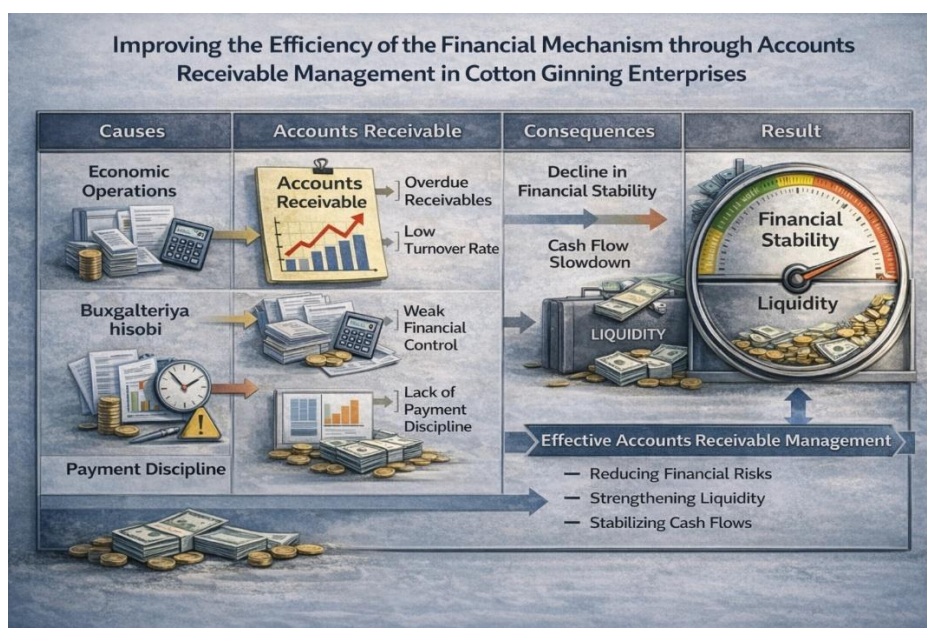 Improving the Efficiency of the Financial Mechanism through Accounts
Receivable Management in Cotton Ginning Enterprises
Causes
Accounts Receivable
Consequences
Result
Economic
Operations
Accounts
Receivable
Overdue
Receivables
Low
Turnover Rate
Decline in
Financial Stability
Cash Flow
Slowdown
Financial
Stability
Liquidity
Buxgalteriya
hisobi
Weak
Financial
Control
LIQUIDITY
Lack of
Payment
Discipline
Payment Discipline
Effective Accounts Receivable Management
— Reducing Financial Risks
— Strengthening Liquidity
— Stabilizing Cash Flows